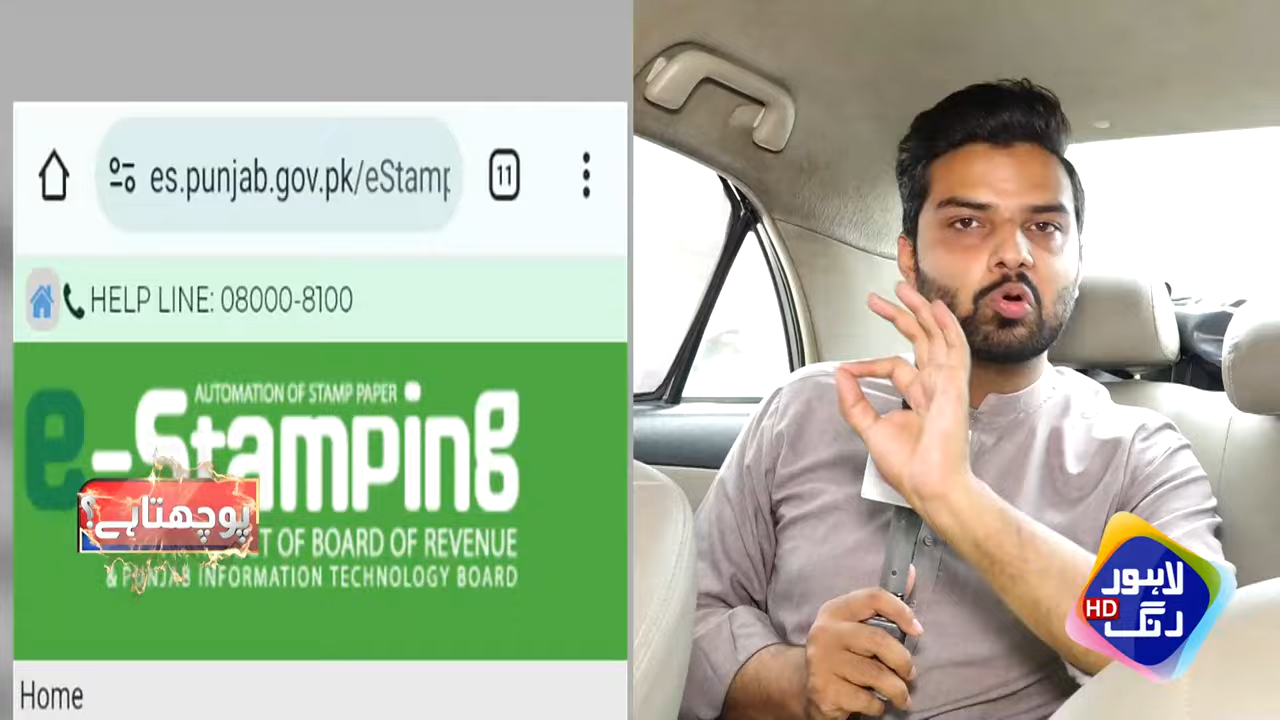 es.punjab.gov.pk/eStamp
11
HELP LINE: 08000-8100
AUTOMATION OF STAMP PAPER
e-Stamping
T OF BOARD OF REVENUE
& PUNJAB INFORMATION TECHNOLOGY BOARD
پوچھتا ہے؟
Home
لاہور
HD
رنگ